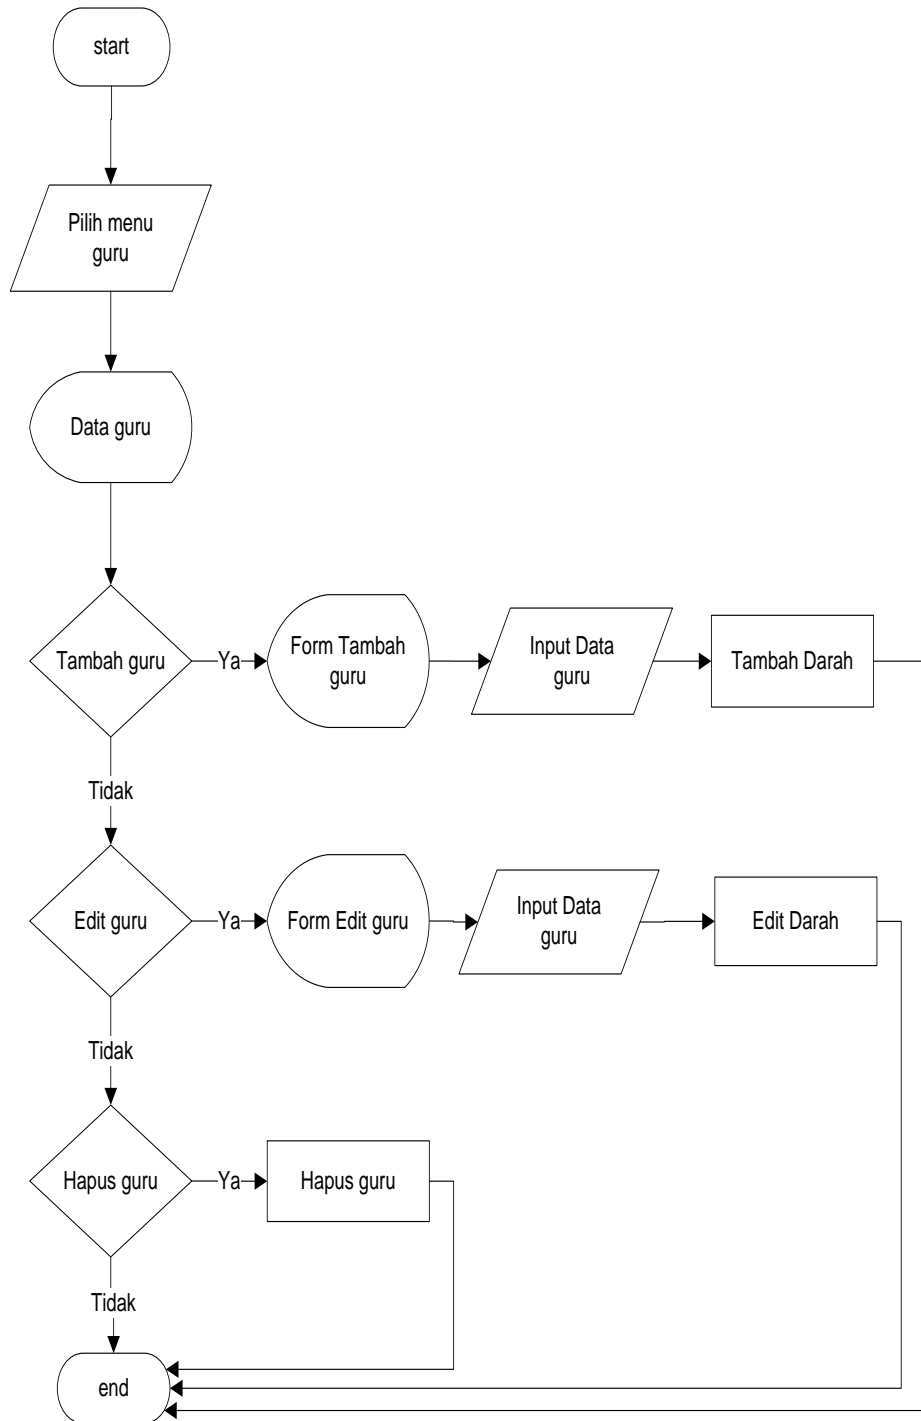 start
Pilih menu
guru
Data guru
Tambah guru
Ya
Form Tambah
guru
Input Data
guru
Tambah Darah
Tidak
Edit guru
Ya
Form Edit guru
Input Data
guru
Edit Darah
Tidak
Hapus guru
Ya
Hapus guru
Tidak
end